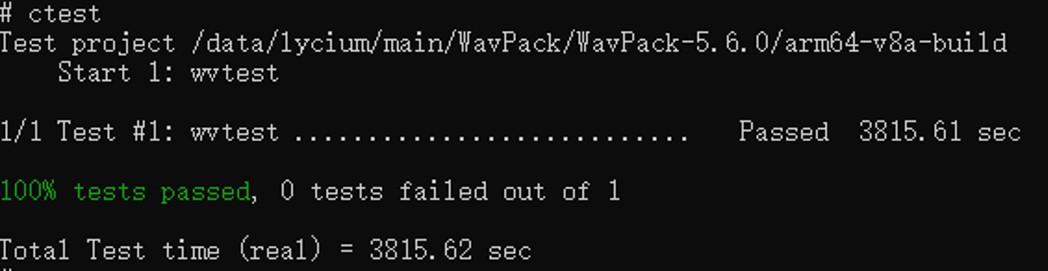 # ctest
Test project /data/lycium/main/WavPack/WavPack-5.6.0/arm64-v8a-build
Start 1: wvtest
1/1 Test #1: wvtest ........................... Passed 3815.61 sec
100% tests passed, 0 tests failed out of 1
Total Test time (real) = 3815.62 sec